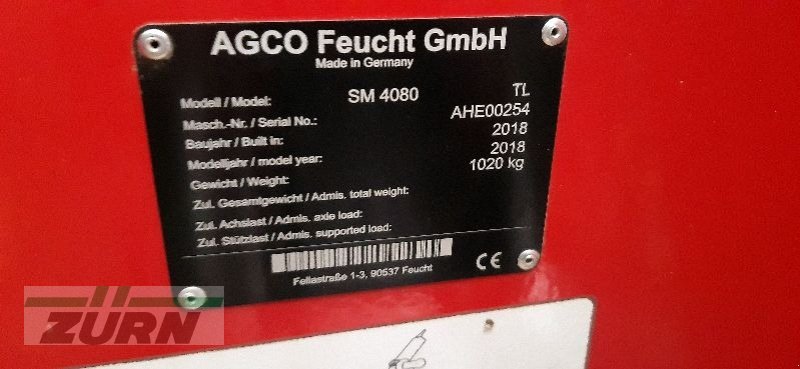 AGCO Feucht GmbH
Made in Germany
Modell / Model: SM 4080 TL
Masch.-Nr. / Serial No.: AHE00254
Baujahr / Built in: 2018
Modelljahr / model year: 2018
Gewicht / Weight: 1020 kg
Zul. Gesamtgewicht / Admis. total weight:
Zul. Achslast / Admis. axle load:
Zul. Stützlast / Admis. supported load:
Fellastraße 1-3, 90537 Feucht
CE
ZÜRN